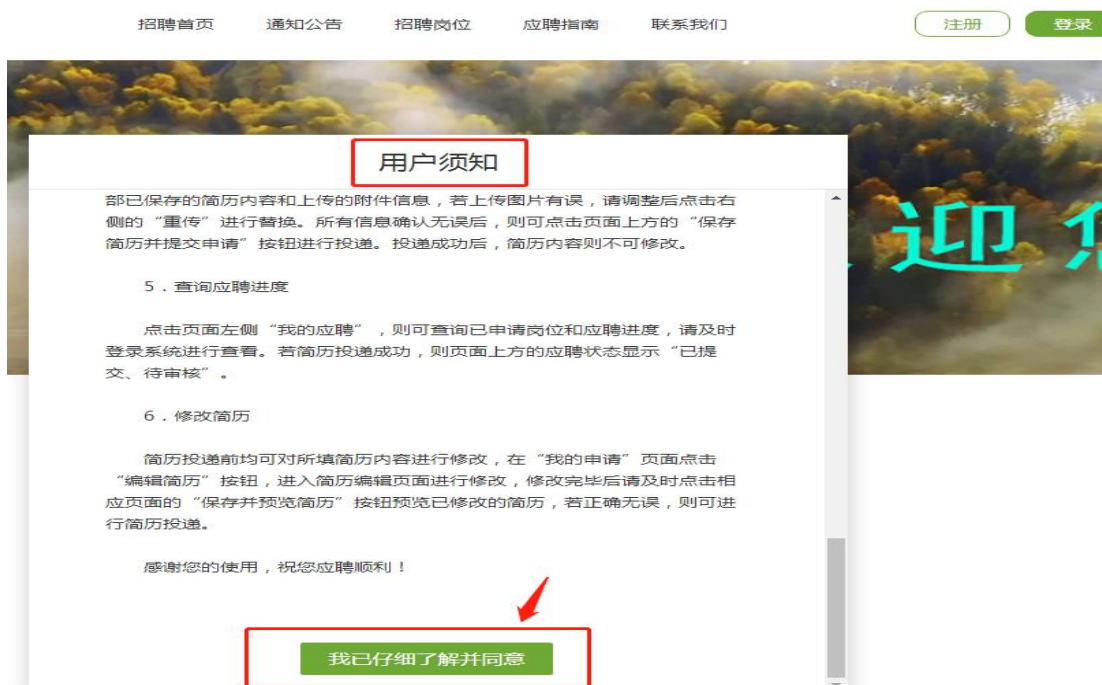 招聘首页 通知公告 招聘岗位 应聘指南 联系我们 注册 登录
用户须知
部已保存的简历内容和上传的附件信息，若上传图片有误，请调整后点击右
侧的“重传”进行替换。所有信息确认无误后，则可点击页面上方的“保存
简历并提交申请”按钮进行投递。投递成功后，简历内容则不可修改。
5．查询应聘进度
点击页面左侧“我的应聘”，则可查询已申请岗位和应聘进度，请及时
登录系统进行查看。若简历投递成功，则页面上方的应聘状态显示“已提
交、待审核”。
6．修改简历
简历投递前均可对所填简历内容进行修改，在“我的申请”页面点击
“编辑简历”按钮，进入简历编辑页面进行修改，修改完毕后请及时点击相
应页面的“保存并预览简历”按钮预览已修改的简历，若正确无误，则可进
行简历投递。
感谢您的使用，祝您应聘顺利！
我已仔细了解并同意
迎您